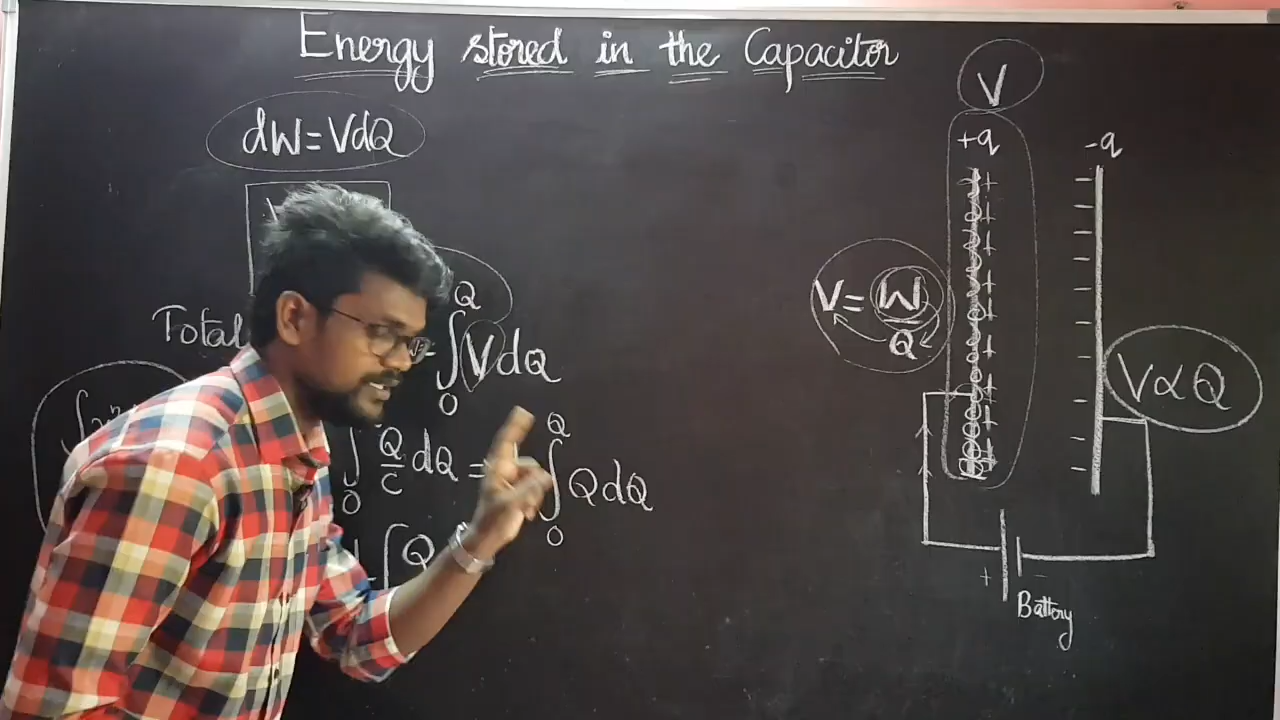 Energy stored in the Capacitor
dW=VdQ
Total
∫₀^Q VdQ
∫₀ Q/C dQ = ∫₀^Q QdQ
Q
V
+q
-q
V=W/Q
V∝Q
+ -
Battery